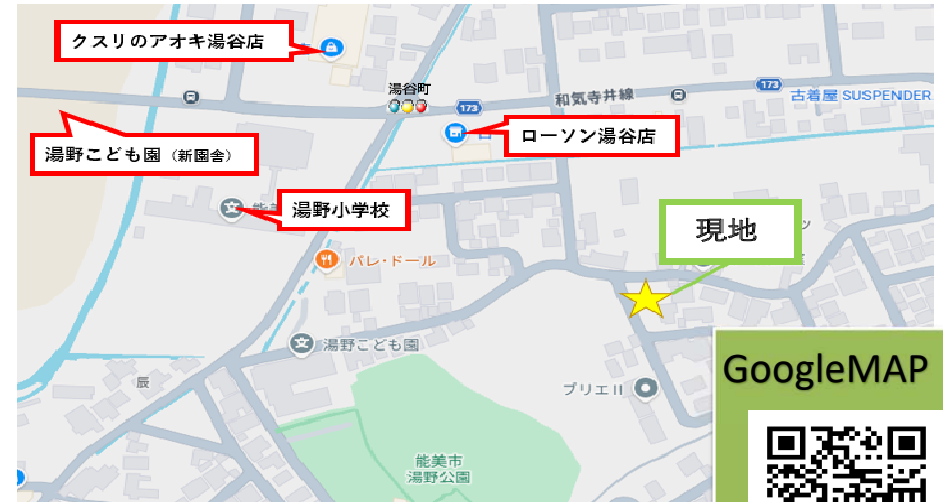 クスリのアオキ湯谷店
湯谷町
173
和気寺井線
173
古着屋 SUSPENDER
ローソン湯谷店
湯野こども園（新園舎）
湯野小学校
能美
現地
パレ・ドール
湯野こども園
辰
プリエⅡ
GoogleMAP
能美市
湯野公園